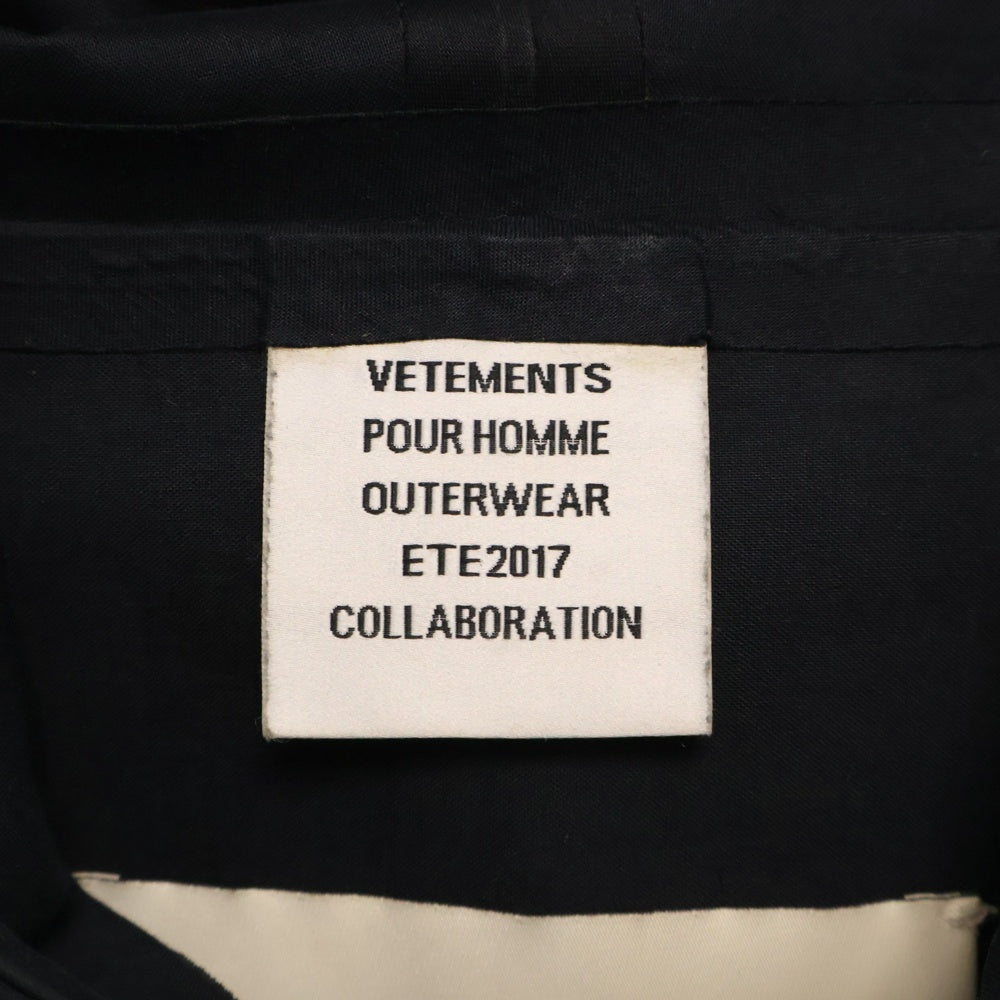 VETEMENTS
POUR HOMME
OUTERWEAR
ETE2017
COLLABORATION